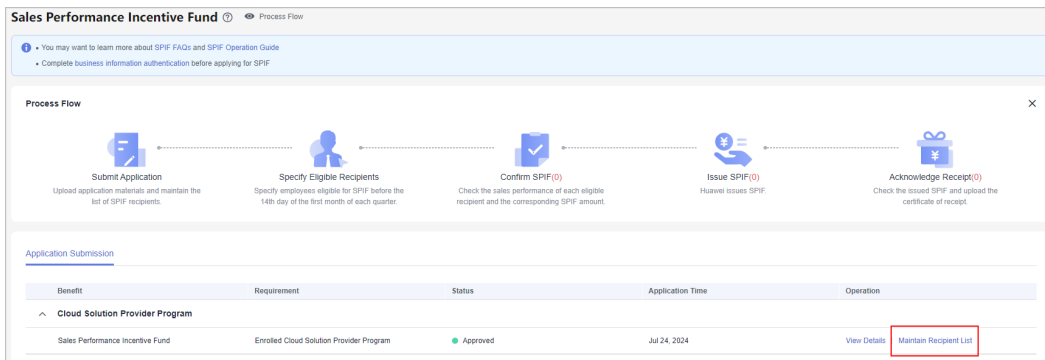 Sales Performance Incentive Fund Process Flow
• You may want to learn more about SPIF FAQs and SPIF Operation Guide
• Complete business information authentication before applying for SPIF
Process Flow
Submit Application
Upload application materials and maintain the
list of SPIF recipients.
Specify Eligible Recipients
Specify employees eligible for SPIF before the
14th day of the first month of each quarter.
Confirm SPIF(0)
Check the sales performance of each eligible
recipient and the corresponding SPIF amount.
Issue SPIF(0)
Huawei issues SPIF.
Acknowledge Receipt(0)
Check the issued SPIF and upload the
certificate of receipt.
Application Submission
Benefit Requirement Status Application Time Operation
Cloud Solution Provider Program
Sales Performance Incentive Fund Enrolled Cloud Solution Provider Program Approved Jul 24, 2024 View Details Maintain Recipient List